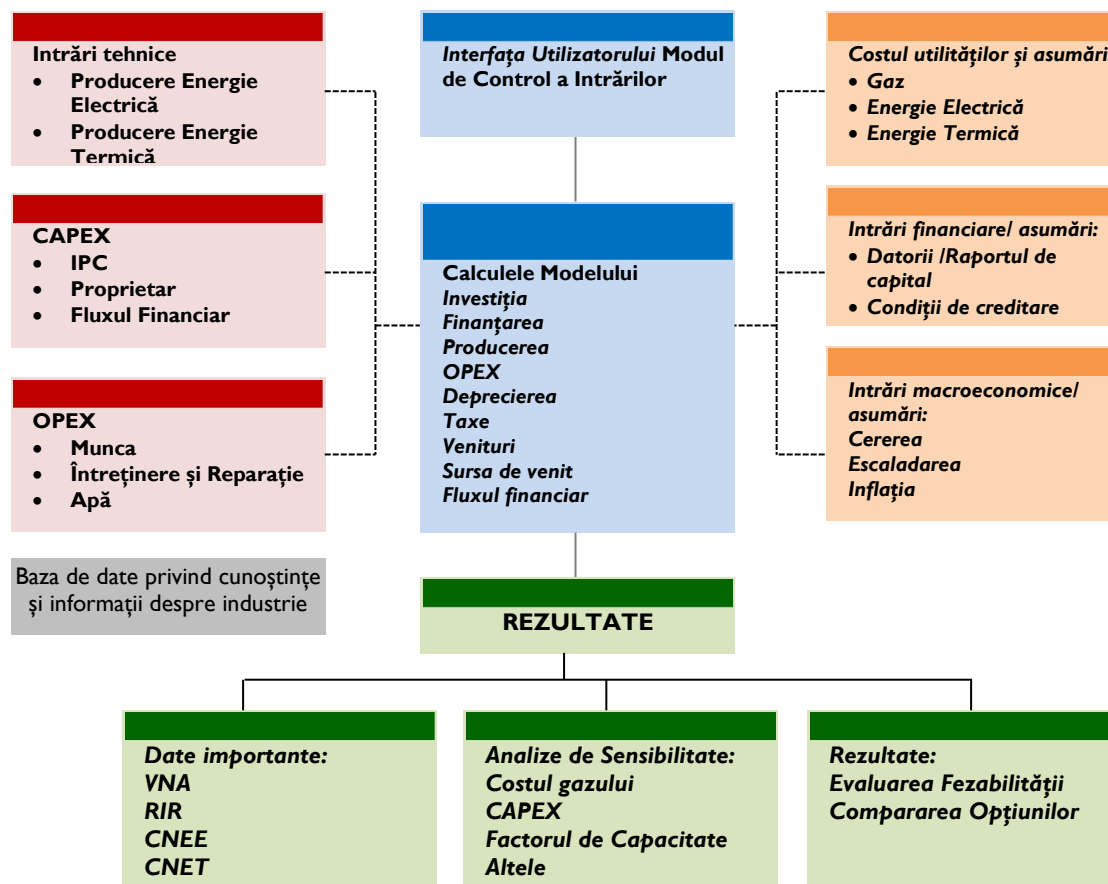 Intrări tehnice
• Producere Energie
Electrică
• Producere Energie
Termică
CAPEX
• IPC
• Proprietar
• Fluxul Financiar
OPEX
• Munca
• Întreținere și Reparație
• Apă
Baza de date privind cunoștințe
și informații despre industrie
Interfața Utilizatorului Modul
de Control a Intrărilor
Calculele Modelului
Investiția
Finanțarea
Producerea
OPEX
Deprecierea
Taxe
Venituri
Sursa de venit
Fluxul financiar
Costul utilităților și asumări
• Gaz
• Energie Electrică
• Energie Termică
Intrări financiare/ asumări:
• Datorii /Raportul de
capital
• Condiții de creditare
Intrări macroeconomice/
asumări:
Cererea
Escaladarea
Inflația
REZULTATE
Date importante:
VNA
RIR
CNEE
CNET
Analize de Sensibilitate:
Costul gazului
CAPEX
Factorul de Capacitate
Altele
Rezultate:
Evaluarea Fezabilității
Compararea Opțiunilor